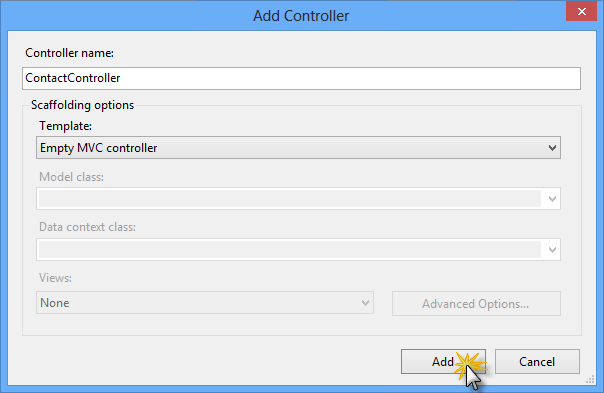 Add Controller
Controller name:
ContactController
Scaffolding options
Template:
Empty MVC controller
Model class:
Data context class:
Views:
None
Advanced Options...
Add
Cancel